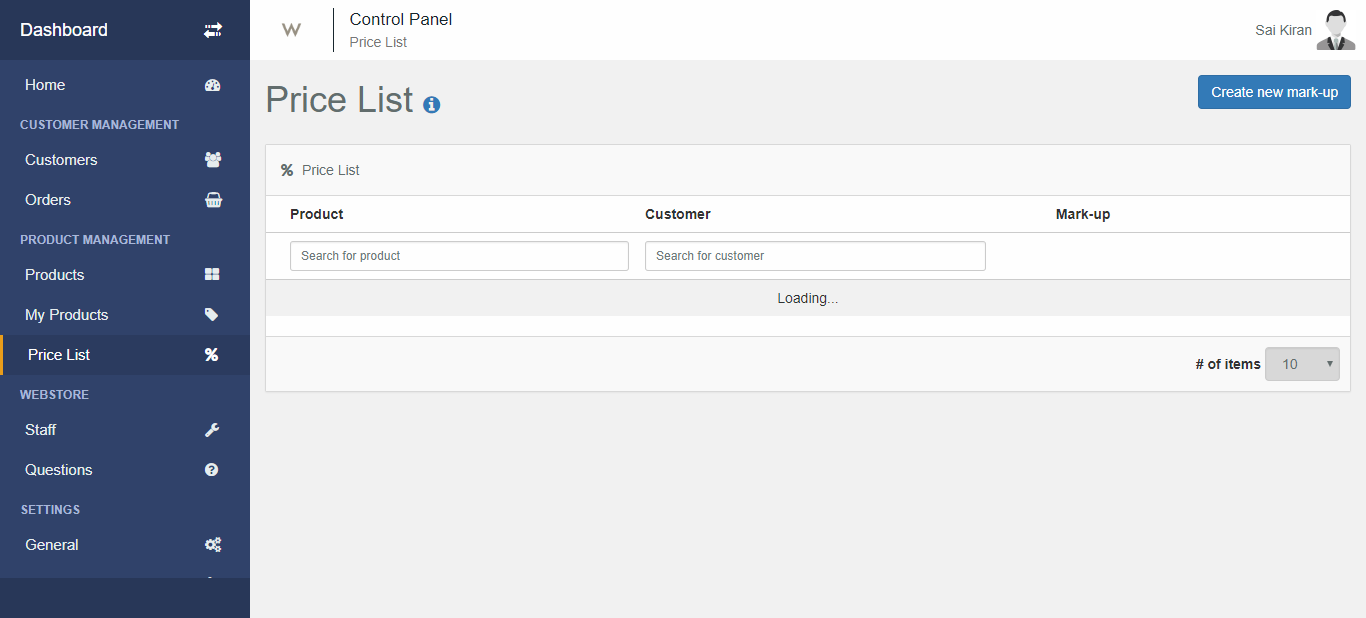 Dashboard
Home
CUSTOMER MANAGEMENT
Customers
Orders
PRODUCT MANAGEMENT
Products
My Products
Price List
WEBSTORE
Staff
Questions
SETTINGS
General
W
Control Panel
Price List
Sai Kiran
Price List
Create new mark-up
Price List
Product Customer Mark-up
Search for product Search for customer
Loading...
# of items 10